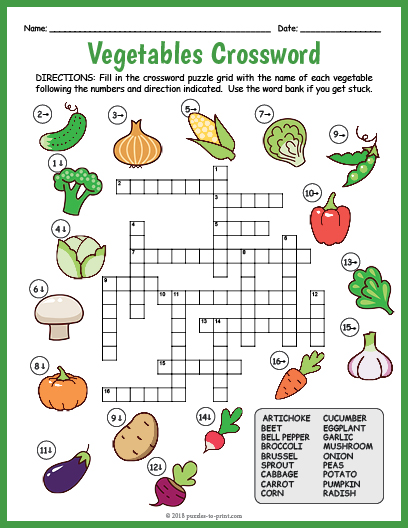 Name: Date:
Vegetables Crossword
DIRECTIONS: Fill in the crossword puzzle grid with the name of each vegetable
following the numbers and direction indicated. Use the word bank if you get stuck.
2→ 3→ 5→ 7→
9→
1↓
10→
4↓
13→
6↓
15→
8↓
16→
9↓ 14↓
11↓ 12↓
1
2
3
4 5
6
7 8
9
10 11 12
13 14
15
16
ARTICHOKE CUCUMBER
BEET EGGPLANT
BELL PEPPER GARLIC
BROCCOLI MUSHROOM
BRUSSEL ONION
SPROUT PEAS
CABBAGE POTATO
CARROT PUMPKIN
CORN RADISH
© 2018 puzzles-to-print.com